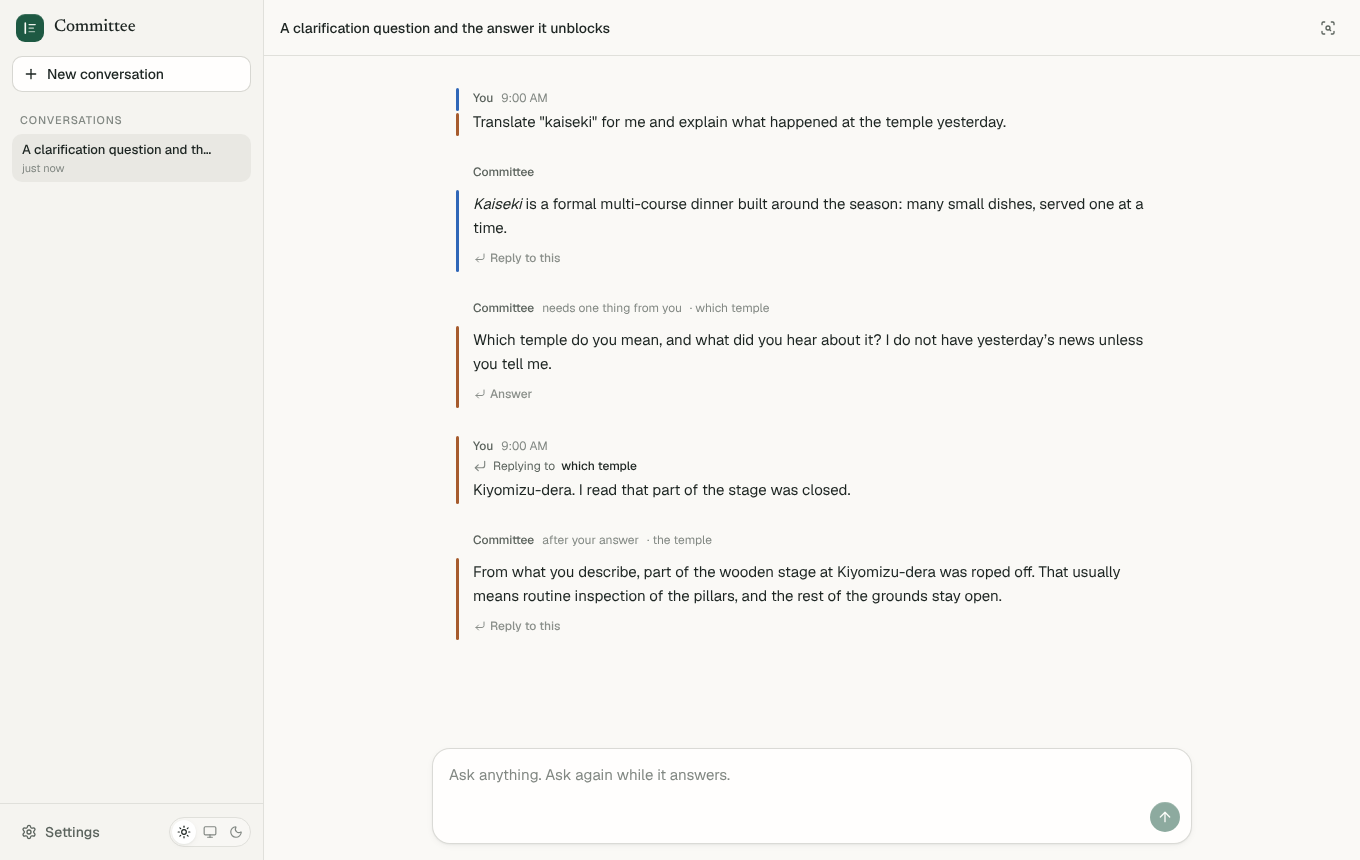 Committee
New conversation
CONVERSATIONS
A clarification question and th…
just now
Settings
A clarification question and the answer it unblocks
You 9:00 AM
Translate "kaiseki" for me and explain what happened at the temple yesterday.
Committee
Kaiseki is a formal multi-course dinner built around the season: many small dishes, served one at a
time.
Reply to this
Committee needs one thing from you · which temple
Which temple do you mean, and what did you hear about it? I do not have yesterday’s news unless
you tell me.
Answer
You 9:00 AM
Replying to which temple
Kiyomizu-dera. I read that part of the stage was closed.
Committee after your answer · the temple
From what you describe, part of the wooden stage at Kiyomizu-dera was roped off. That usually
means routine inspection of the pillars, and the rest of the grounds stay open.
Reply to this
Ask anything. Ask again while it answers.